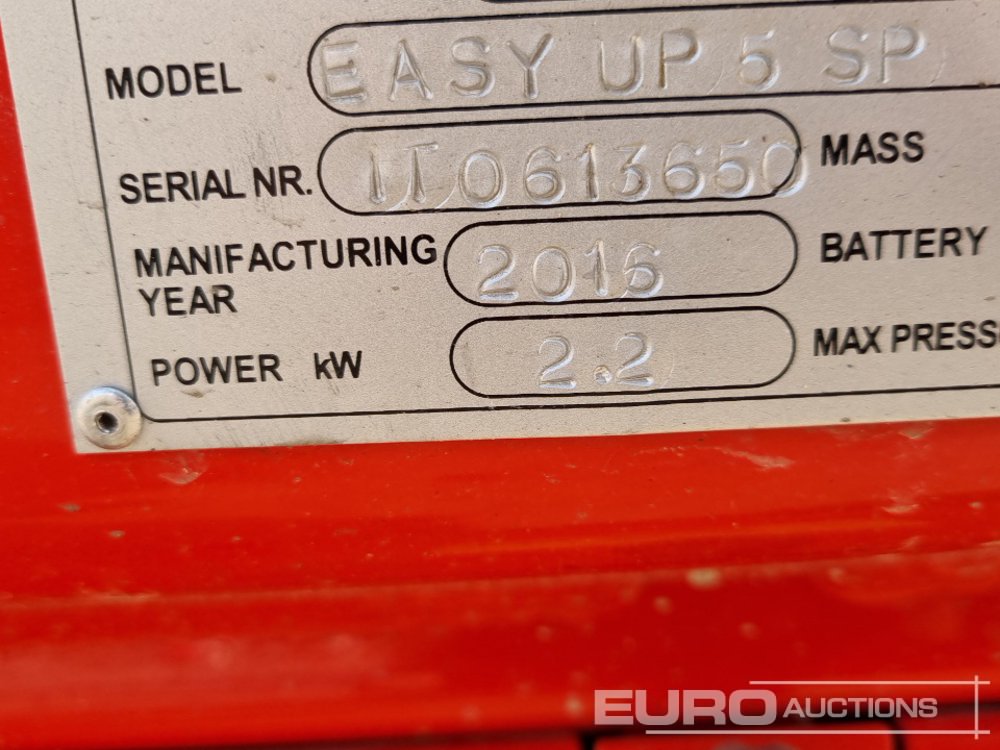 MODEL EASY UP 5 SP
SERIAL NR. IT0613650 MASS
MANIFACTURING YEAR 2016 BATTERY
POWER kW 2.2 MAX PRESS
EURO AUCTIONS